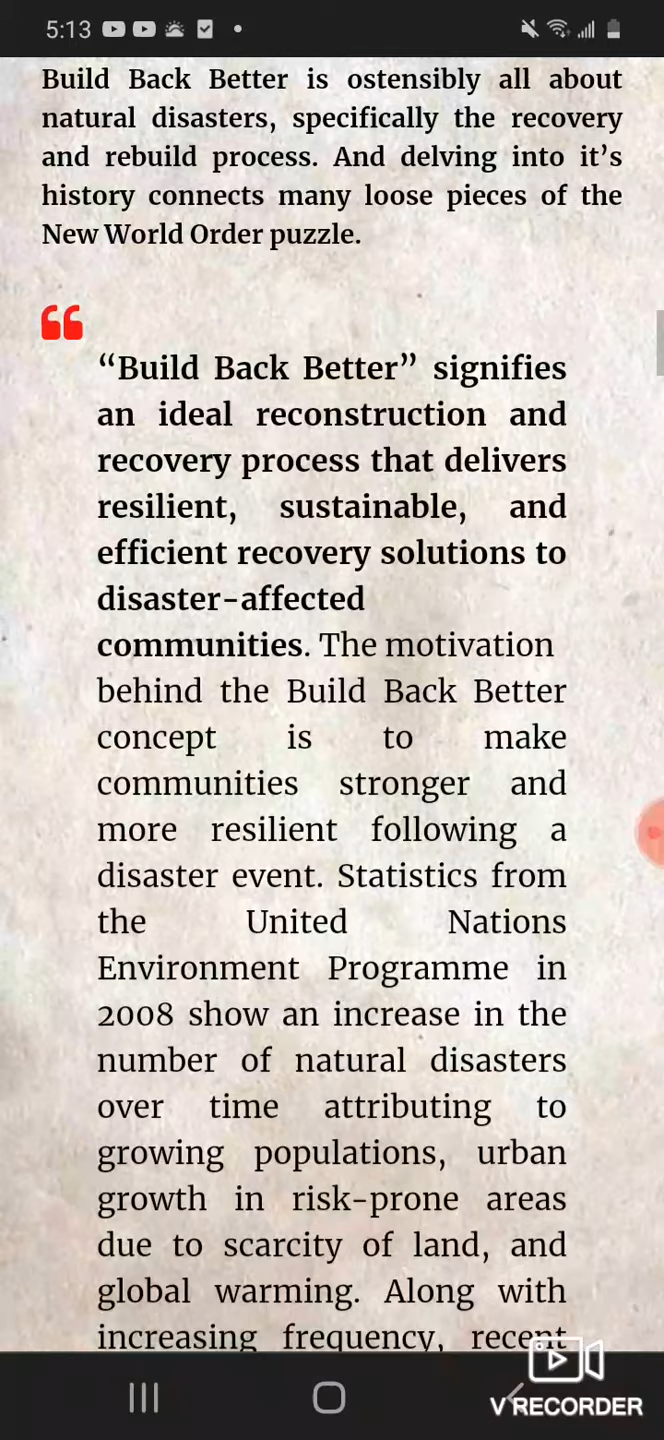 5:13
Build Back Better is ostensibly all about
natural disasters, specifically the recovery
and rebuild process. And delving into it’s
history connects many loose pieces of the
New World Order puzzle.
“Build Back Better” signifies
an ideal reconstruction and
recovery process that delivers
resilient, sustainable, and
efficient recovery solutions to
disaster-affected
communities. The motivation
behind the Build Back Better
concept is to make
communities stronger and
more resilient following a
disaster event. Statistics from
the United Nations
Environment Programme in
2008 show an increase in the
number of natural disasters
over time attributing to
growing populations, urban
growth in risk-prone areas
due to scarcity of land, and
global warming. Along with
increasing frequency, recent
V RECORDER